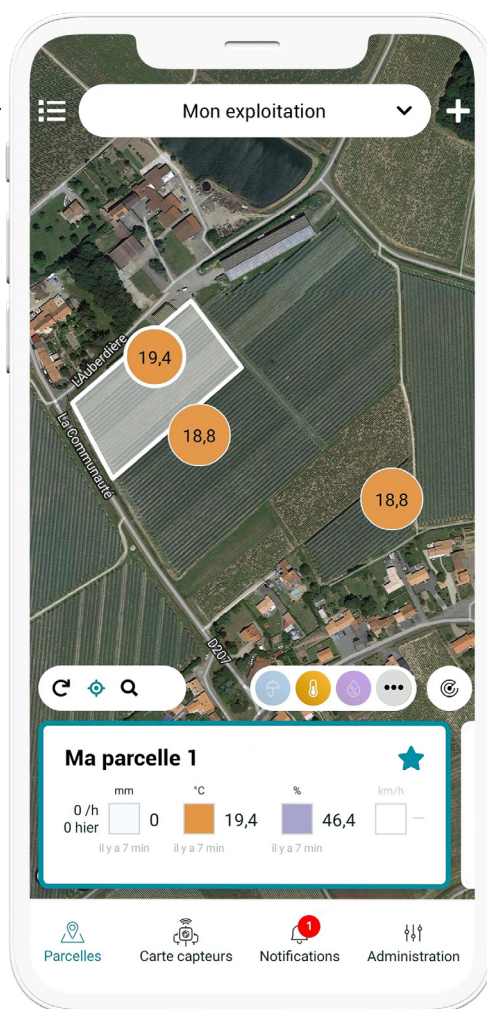 Mon exploitation
L'Auberdière
19,4
18,8
La Communauté
18,8
D207
Ma parcelle 1
mm
°C
%
km/h
0 /h
0 hier
0
19,4
46,4
—
il y a 7 min
il y a 7 min
il y a 7 min
1
Parcelles
Carte capteurs
Notifications
Administration